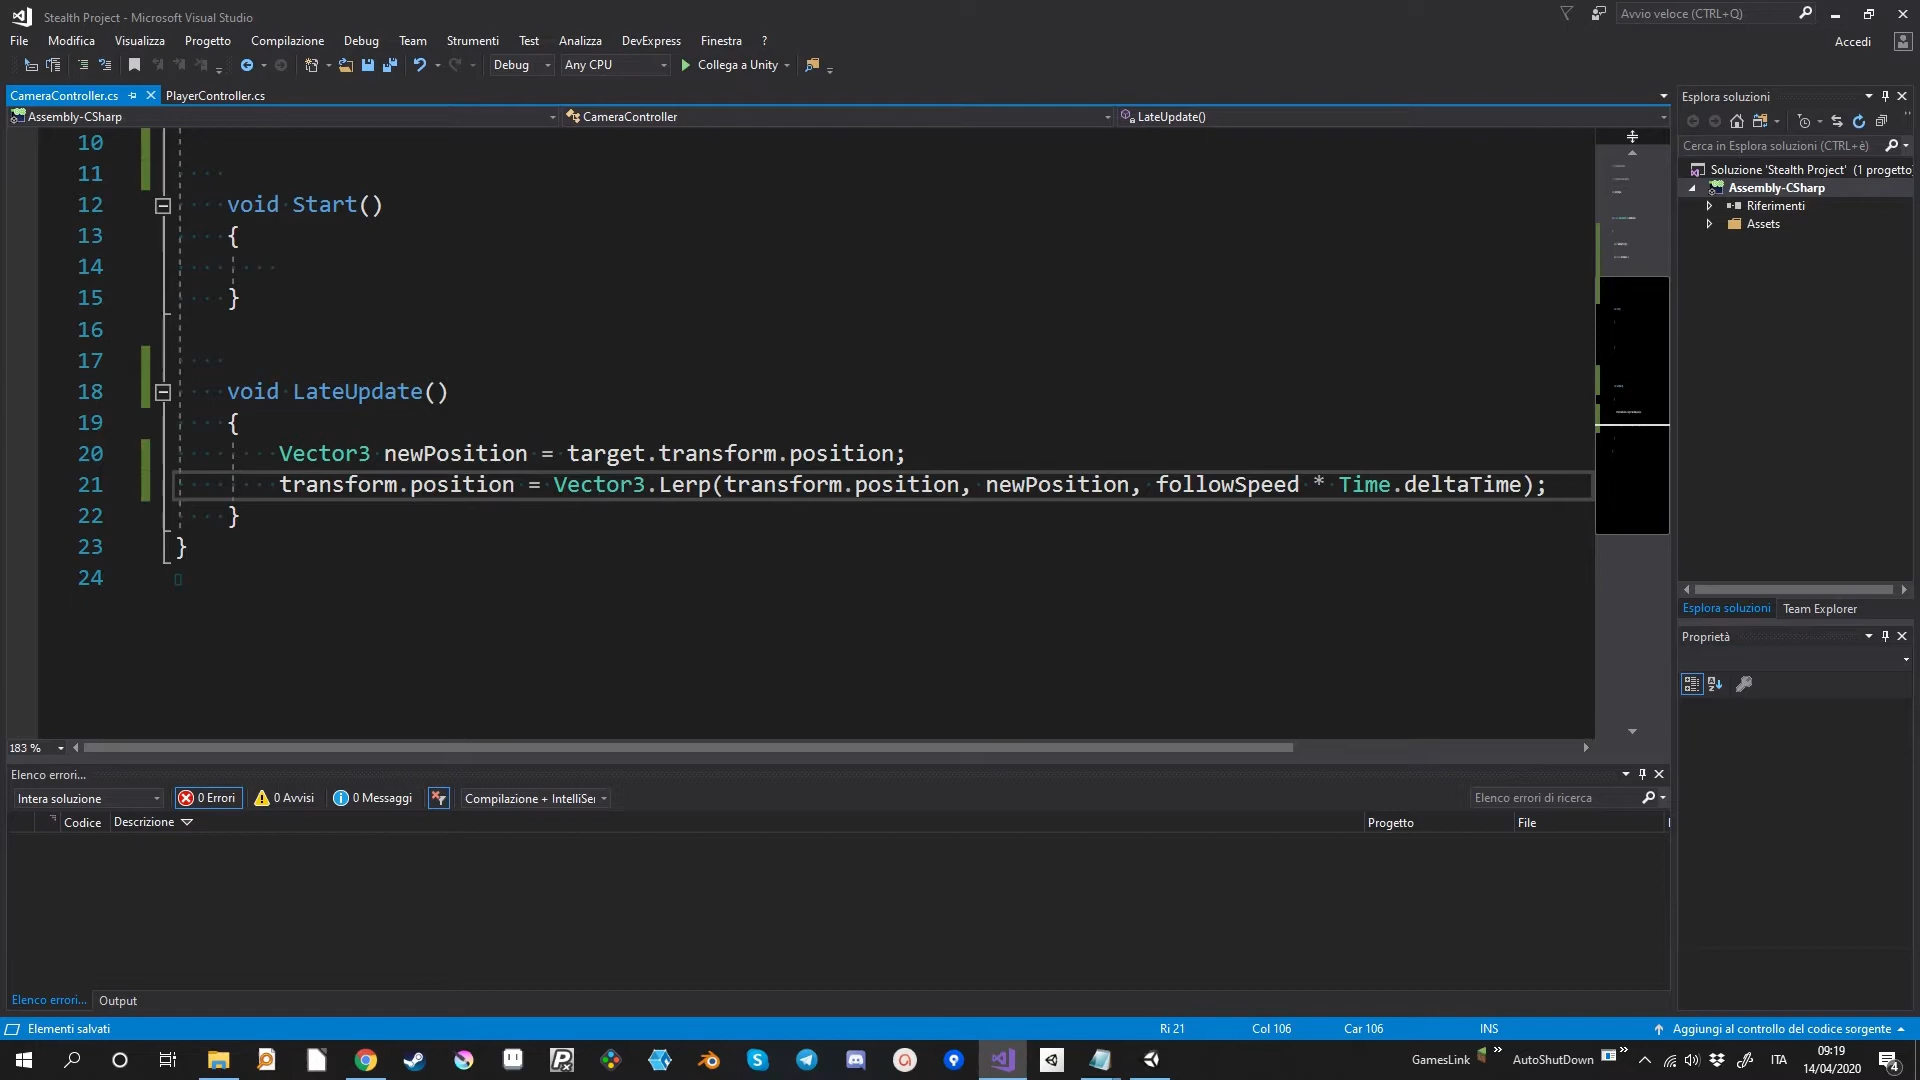 Stealth Project - Microsoft Visual Studio
Avvio veloce (CTRL+Q)
File Modifica Visualizza Progetto Compilazione Debug Team Strumenti Test Analizza DevExpress Finestra ?
Accedi
Debug Any CPU Collega a Unity
CameraController.cs PlayerController.cs
Esplora soluzioni
Assembly-CSharp CameraController LateUpdate()
Cerca in Esplora soluzioni (CTRL+è)
Soluzione 'Stealth Project' (1 progetto
Assembly-CSharp
Riferimenti
Assets
10
11
12 void Start()
13 {
14
15 }
16
17
18 void LateUpdate()
19 {
20 Vector3 newPosition = target.transform.position;
21 transform.position = Vector3.Lerp(transform.position, newPosition, followSpeed * Time.deltaTime);
22 }
23 }
24
Esplora soluzioni Team Explorer
Proprietà
183 %
Elenco errori...
Intera soluzione 0 Errori 0 Avvisi 0 Messaggi Compilazione + IntelliSe
Elenco errori di ricerca
Codice Descrizione Progetto File
Elenco errori... Output
Elementi salvati Ri 21 Col 106 Car 106 INS Aggiungi al controllo del codice sorgente
GamesLink AutoShutDown ITA
09:19
14/04/2020
4